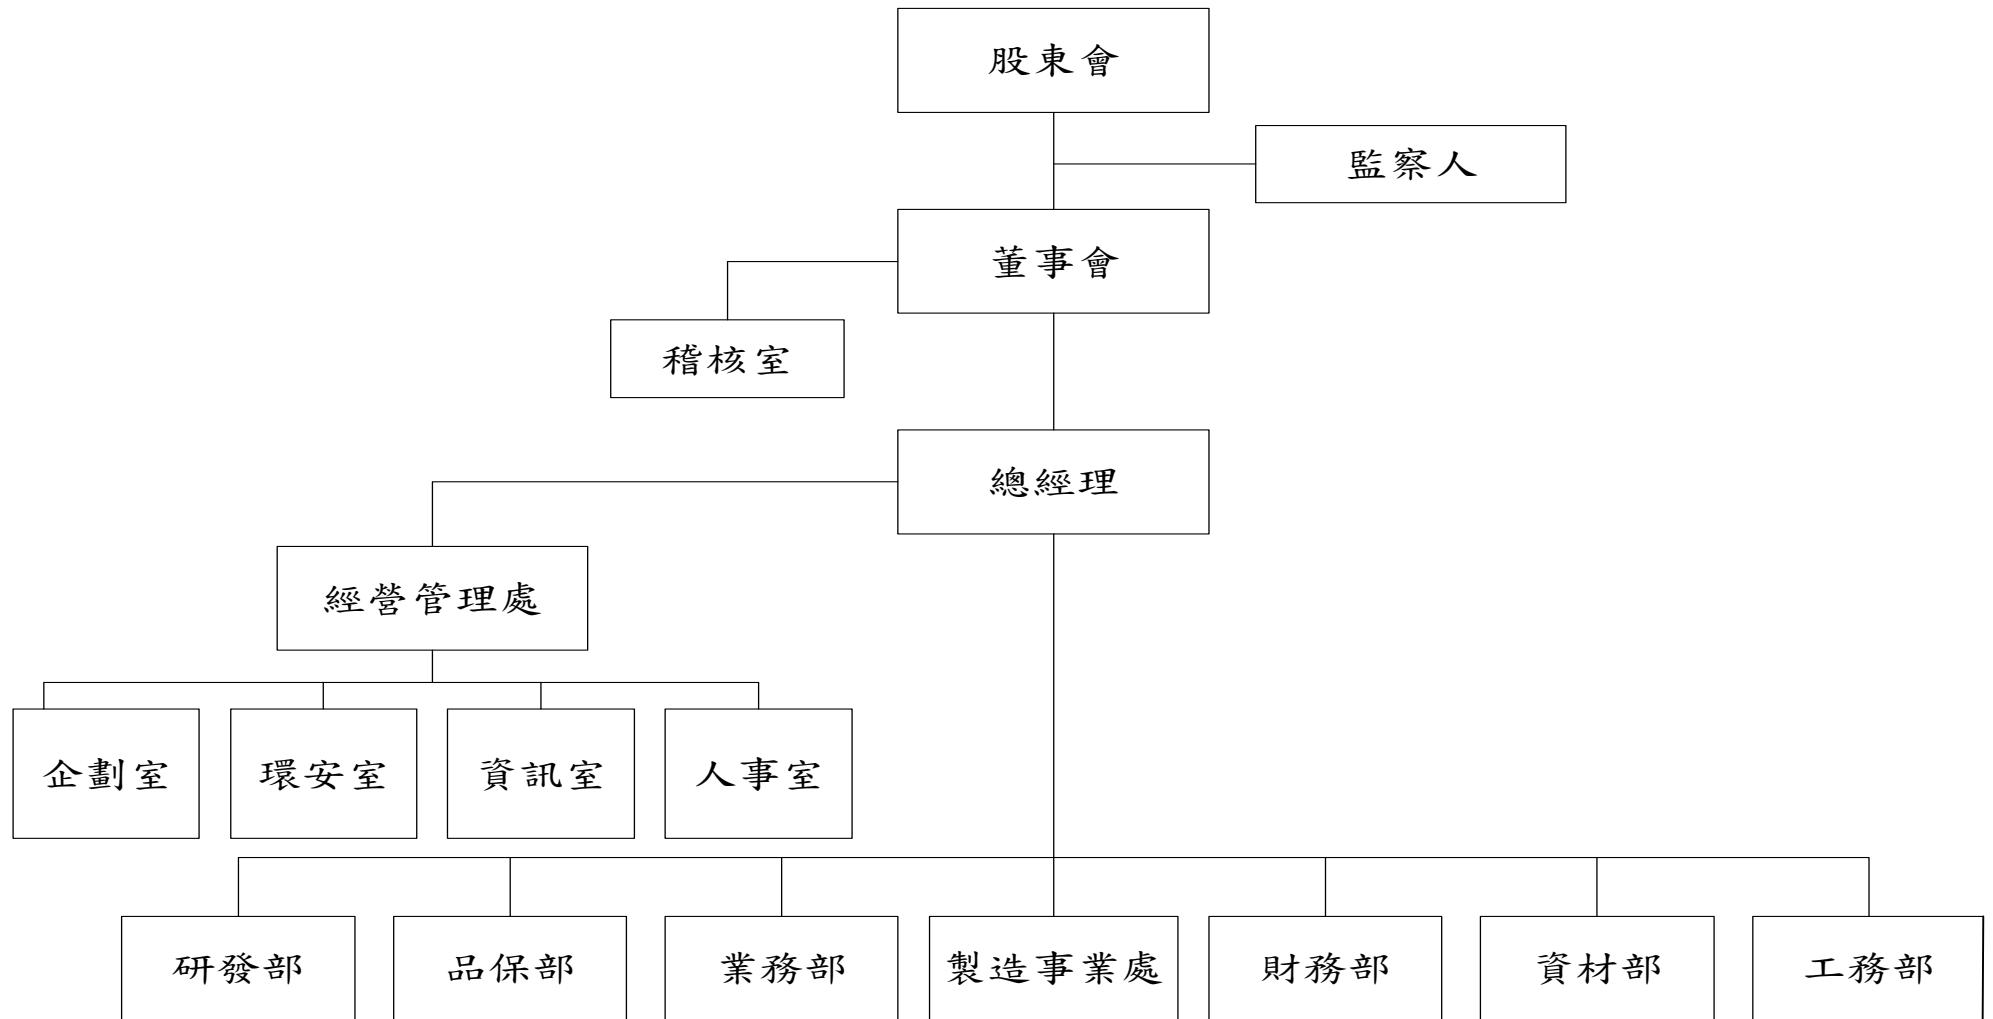 股東會
監察人
董事會
稽核室
總經理
經營管理處
企劃室
環安室
資訊室
人事室
研發部
品保部
業務部
製造事業處
財務部
資材部
工務部